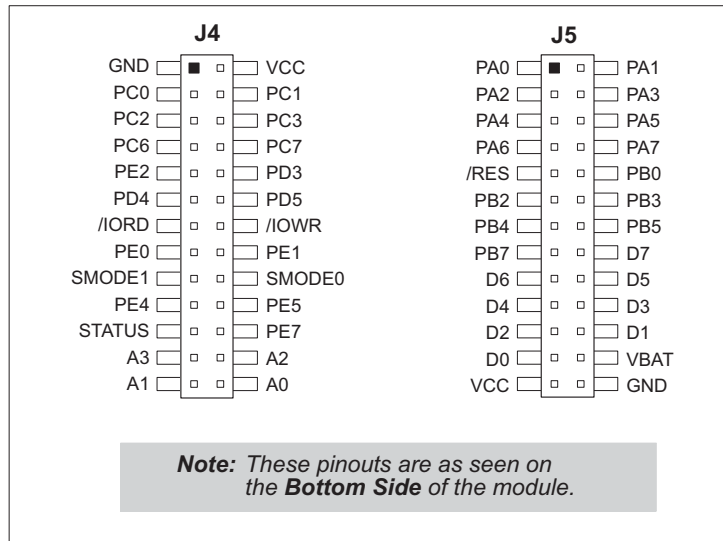 J4
GND VCC
PC0 PC1
PC2 PC3
PC6 PC7
PE2 PD3
PD4 PD5
/IORD /IOWR
PE0 PE1
SMODE1 SMODE0
PE4 PE5
STATUS PE7
A3 A2
A1 A0
J5
PA0 PA1
PA2 PA3
PA4 PA5
PA6 PA7
/RES PB0
PB2 PB3
PB4 PB5
PB7 D7
D6 D5
D4 D3
D2 D1
D0 VBAT
VCC GND
Note: These pinouts are as seen on
the Bottom Side of the module.